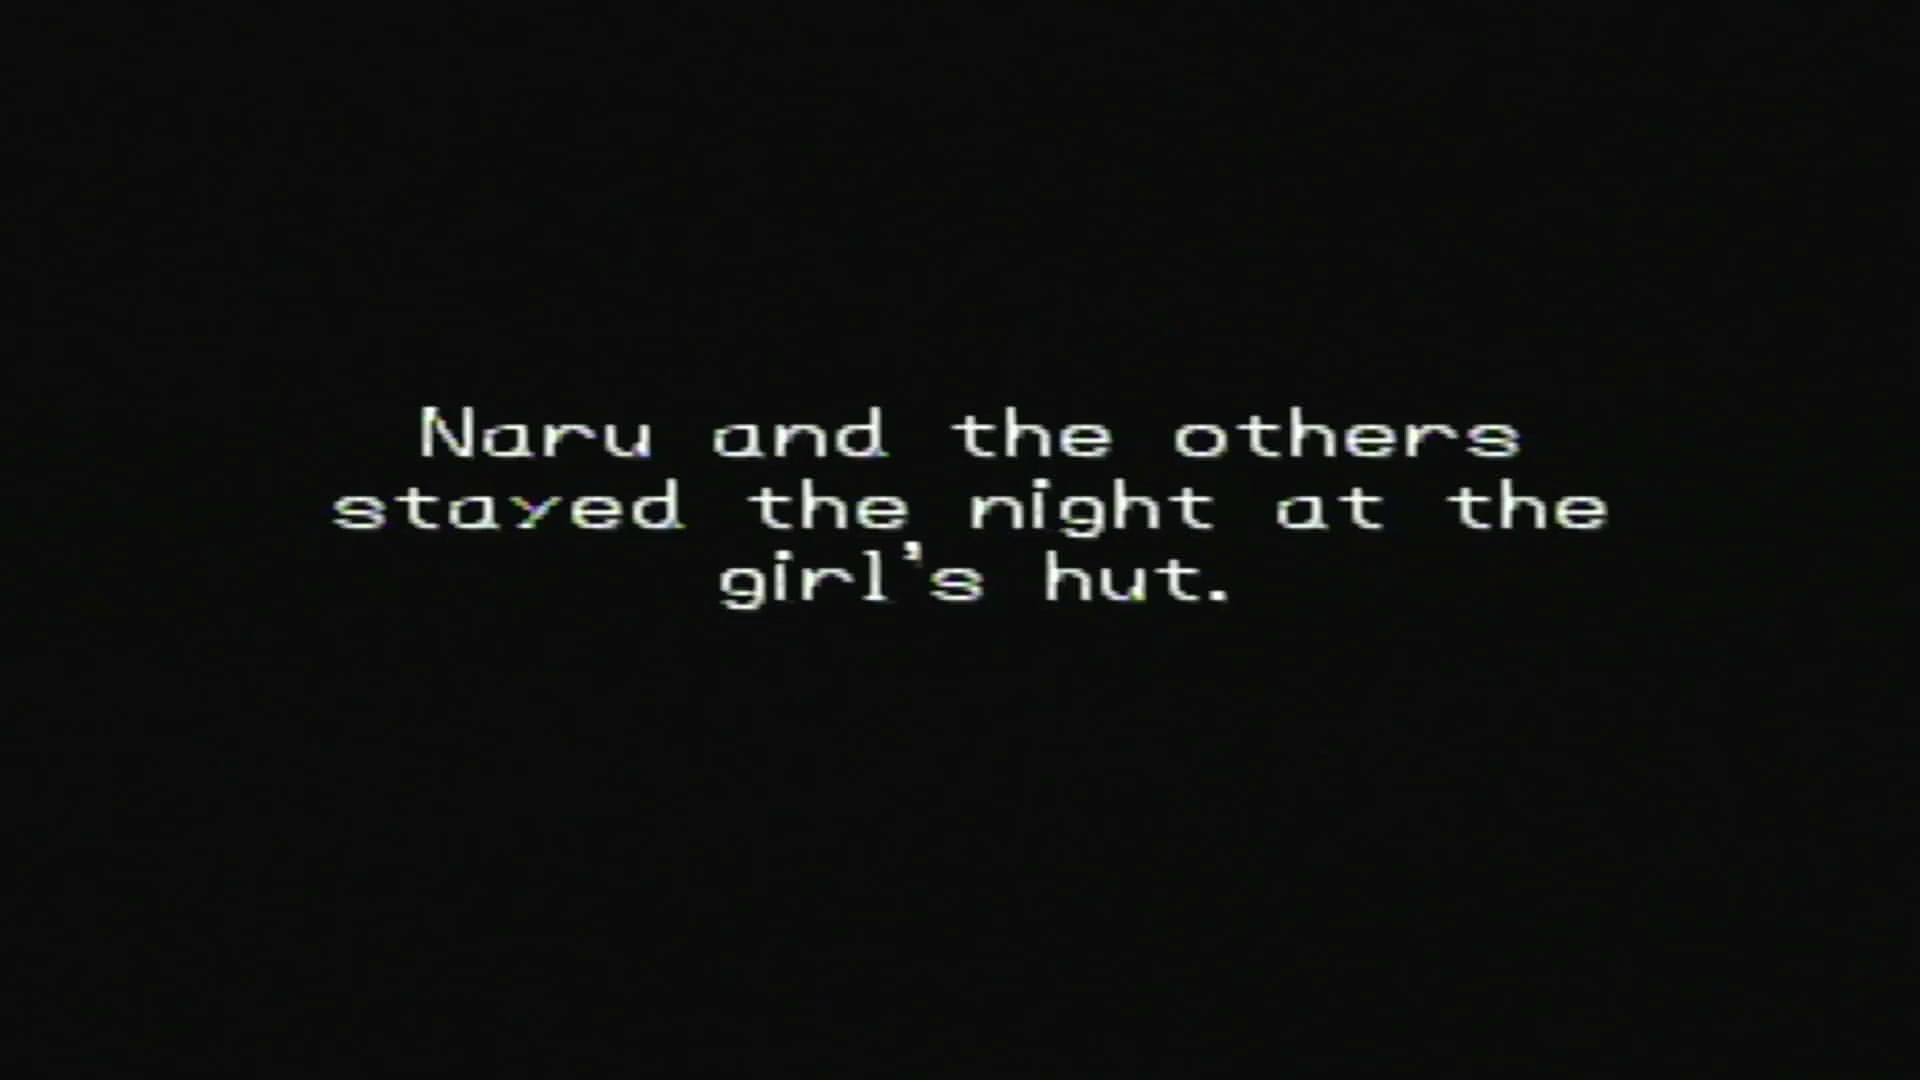 Naru and the others
stayed the night at the
girl's hut.